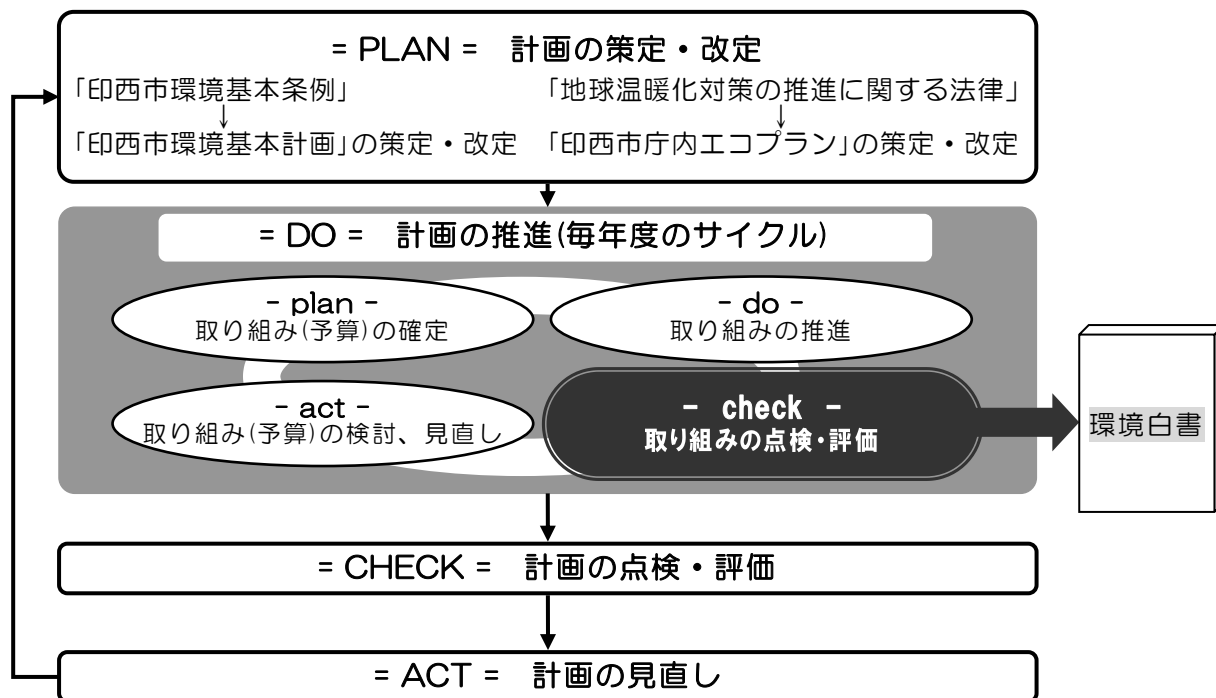 = PLAN =　計画の策定・改定
「印西市環境基本条例」　「地球温暖化対策の推進に関する法律」
↓　↓
「印西市環境基本計画」の策定・改定　「印西市庁内エコプラン」の策定・改定
= DO =　計画の推進(毎年度のサイクル)
- plan -
取り組み(予算)の確定
- do -
取り組みの推進
- act -
取り組み(予算)の検討、見直し
- check -
取り組みの点検・評価
環境白書
= CHECK =　計画の点検・評価
= ACT =　計画の見直し